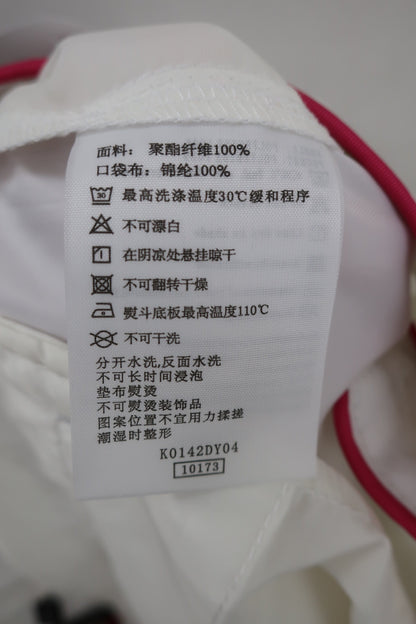 面料：聚酯纤维100%
口袋布：锦纶100%
30 最高洗涤温度30℃缓和程序
不可漂白
在阴凉处悬挂晾干
不可翻转干燥
熨斗底板最高温度110℃
不可干洗
分开水洗,反面水洗
不可长时间浸泡
垫布熨烫
不可熨烫装饰品
图案位置不宜用力揉搓
潮湿时整形
K0142DY04
10173